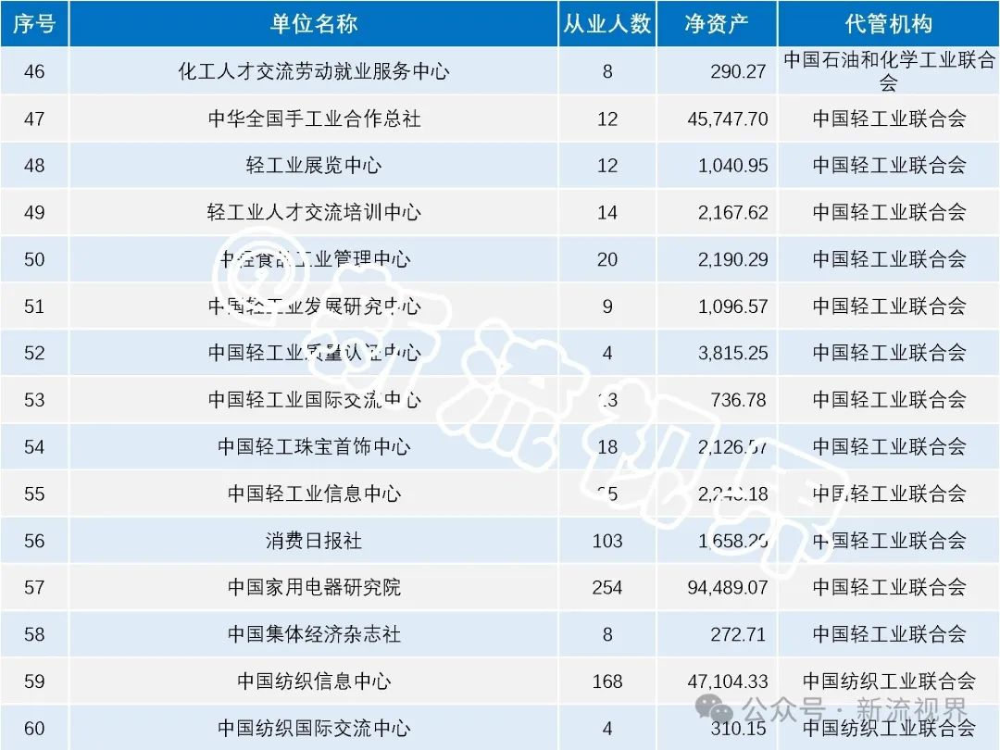 序号 单位名称 从业人数 净资产 代管机构
46 化工人才交流劳动就业服务中心 8 290.27 中国石油和化学工业联合
会
47 中华全国手工业合作总社 12 45,747.70 中国轻工业联合会
48 轻工业展览中心 12 1,040.95 中国轻工业联合会
49 轻工业人才交流培训中心 14 2,167.62 中国轻工业联合会
50 中轻食品工业管理中心 20 2,190.29 中国轻工业联合会
51 中国轻工业发展研究中心 9 1,096.57 中国轻工业联合会
52 中国轻工业质量认证中心 4 3,815.25 中国轻工业联合会
53 中国轻工业国际交流中心 13 736.78 中国轻工业联合会
54 中国轻工珠宝首饰中心 18 2,126.57 中国轻工业联合会
55 中国轻工业信息中心 中国轻工业联合会
56 消费日报社 103 中国轻工业联合会
57 中国家用电器研究院 254 94,489.07 中国轻工业联合会
58 中国集体经济杂志社 8 272.71 中国轻工业联合会
59 中国纺织信息中心 168 47,104.33 中国纺织工业联合会
60 中国纺织国际交流中心 4 310.15 中国纺织工业联合会
@新流视界
公众号·新流视界